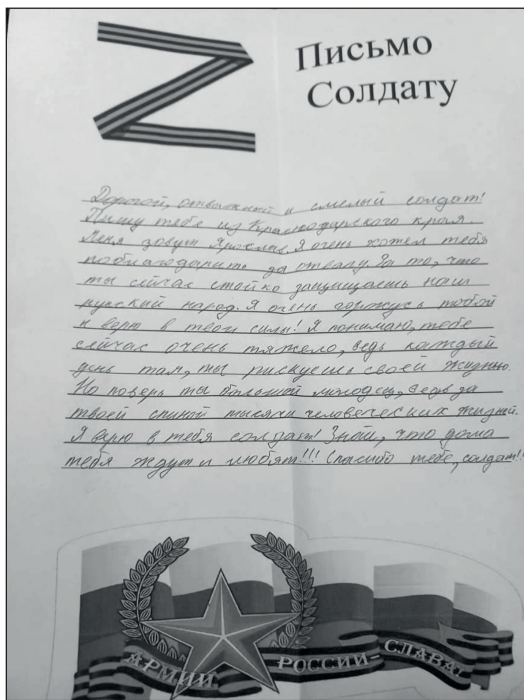 Письмо
Солдату
Дорогой, отважный и смелый солдат!
Пишу тебе из Краснодарского края
Меня зовут Ярослав. Я очень хотел тебя
поблагодарить за отвагу. За то, что
ты сейчас стойко защищаешь наш
русский народ. Я очень горжусь тобой
и верю в твои силы! Я понимаю, тебе
сейчас очень тяжело, ведь каждый
день там, ты рискуешь своей жизнью.
Но поверь ты большой молодец, ведь за
твоей спиной тысячи человеческих жизней.
Я верю в тебя солдат! Знай, что дома
тебя ждут и любят!!! Спасибо тебе, солдат!!
АРМИИ РОССИИ - СЛАВА!